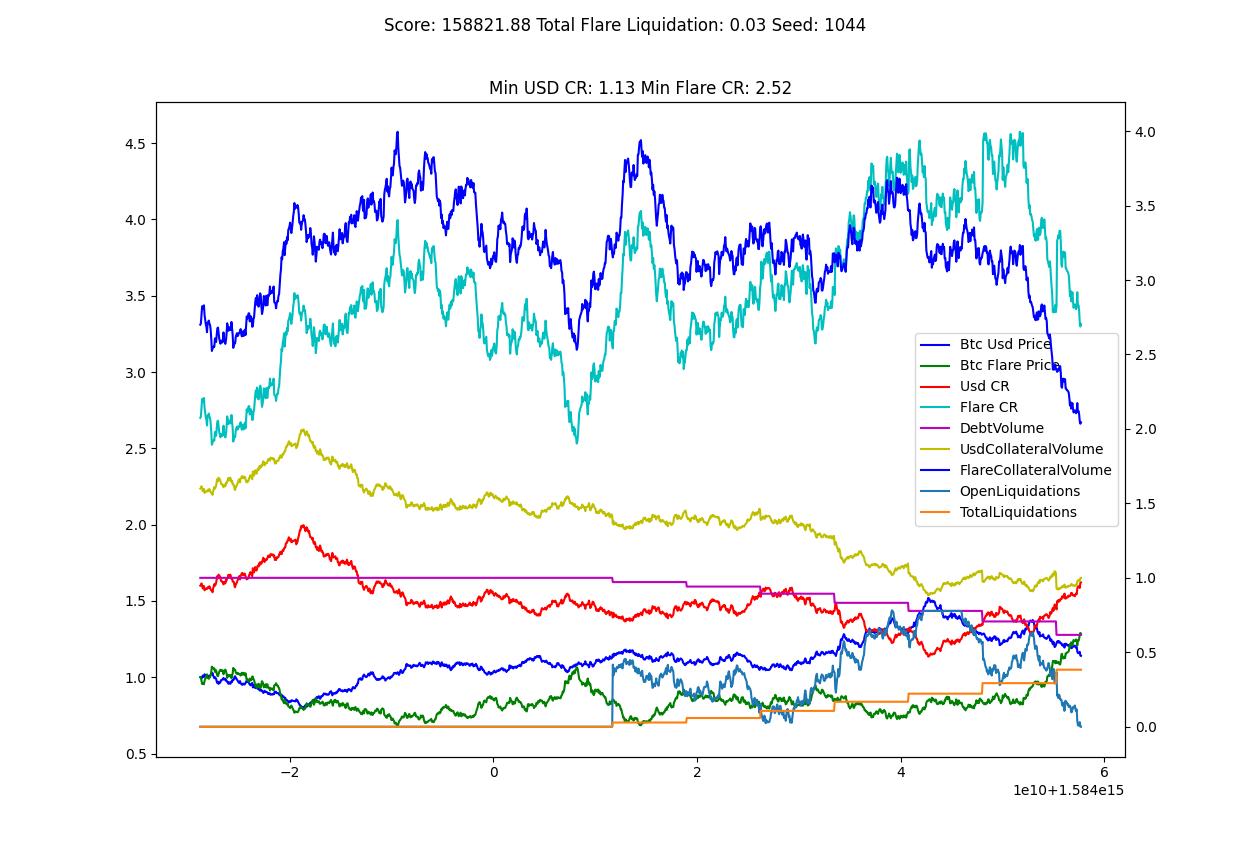 Score: 158821.88 Total Flare Liquidation: 0.03 Seed: 1044
Min USD CR: 1.13 Min Flare CR: 2.52
4.5
4.0
3.5
3.0
2.5
2.0
1.5
1.0
0.5
4.0
3.5
3.0
2.5
2.0
1.5
1.0
0.5
0.0
Btc Usd Price
Btc Flare Price
Usd CR
Flare CR
DebtVolume
UsdCollateralVolume
FlareCollateralVolume
OpenLiquidations
TotalLiquidations
−2 0 2 4 6
1e10+1.584e15